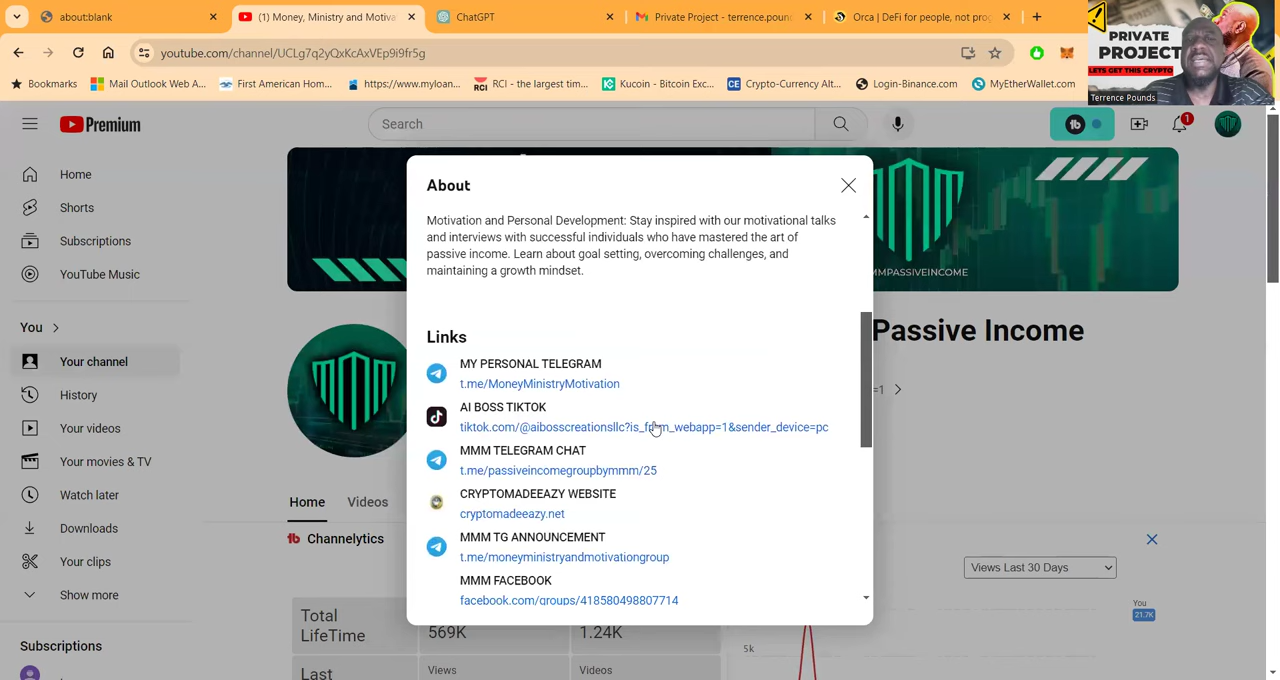 about:blank
(1) Money, Ministry and Motiva
ChatGPT
Private Project - terrence.poun
Orca | DeFi for people, not prog
youtube.com/channel/UCLg7q2yQxKcAxVEp9i9fr5g
Bookmarks
Mail Outlook Web A...
First American Hom...
https://www.myloan...
RCI - the largest tim...
Kucoin - Bitcoin Exc...
Crypto-Currency Alt...
Login-Binance.com
MyEtherWallet.com
PRIVATE
PROJECT
LETS GET THIS CRYPTO
Terrence Pounds
Premium
Search
1
Home
Shorts
Subscriptions
YouTube Music
You
Your channel
History
Your videos
Your movies & TV
Watch later
Downloads
Your clips
Show more
Subscriptions
MMPASSIVEINCOME
Passive Income
=1
About
Motivation and Personal Development: Stay inspired with our motivational talks
and interviews with successful individuals who have mastered the art of
passive income. Learn about goal setting, overcoming challenges, and
maintaining a growth mindset.
Links
MY PERSONAL TELEGRAM
t.me/MoneyMinistryMotivation
AI BOSS TIKTOK
tiktok.com/@aibosscreationsllc?is_from_webapp=1&sender_device=pc
MMM TELEGRAM CHAT
t.me/passiveincomegroupbymmm/25
CRYPTOMADEEAZY WEBSITE
cryptomadeeazy.net
MMM TG ANNOUNCEMENT
t.me/moneyministryandmotivationgroup
MMM FACEBOOK
facebook.com/groups/418580498807714
Home
Videos
Channelytics
Views Last 30 Days
Total
LifeTime
569K
1.24K
Last
Views
Videos
You
21.7K
5k